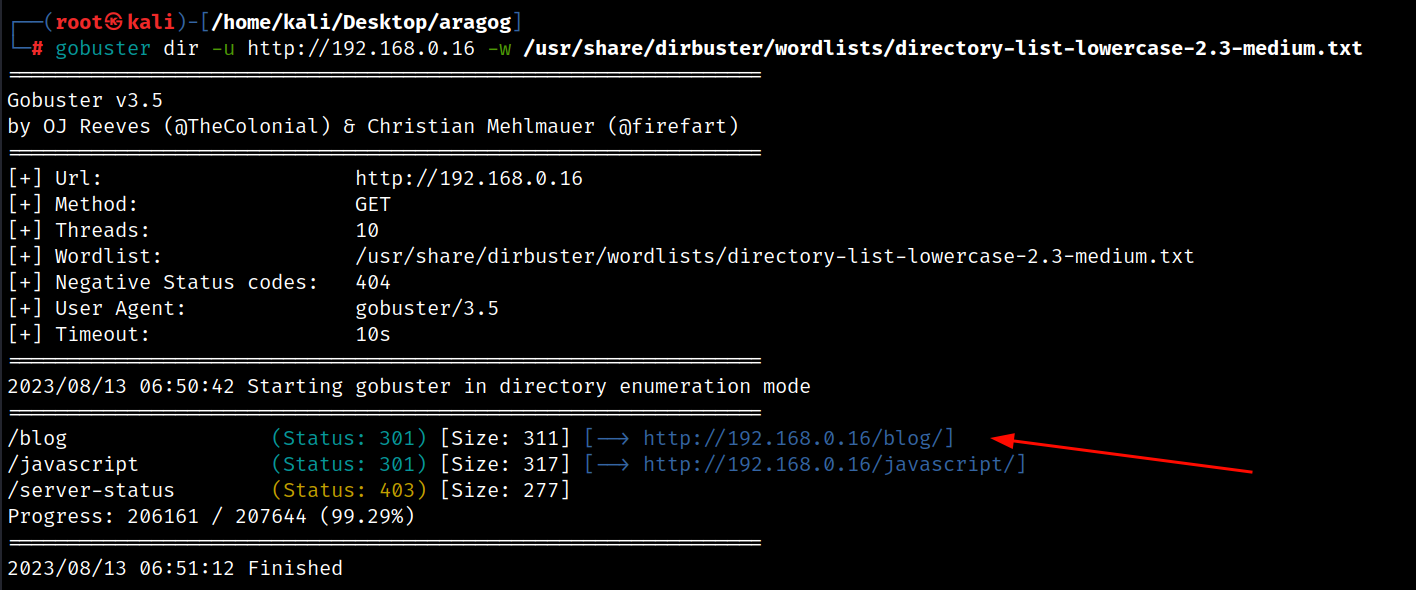 ┌──(root㉿kali)-[/home/kali/Desktop/aragog]
└─# gobuster dir -u http://192.168.0.16 -w /usr/share/dirbuster/wordlists/directory-list-lowercase-2.3-medium.txt
===============================================================
Gobuster v3.5
by OJ Reeves (@TheColonial) & Christian Mehlmauer (@firefart)
===============================================================
[+] Url:                     http://192.168.0.16
[+] Method:                  GET
[+] Threads:                 10
[+] Wordlist:                /usr/share/dirbuster/wordlists/directory-list-lowercase-2.3-medium.txt
[+] Negative Status codes:   404
[+] User Agent:              gobuster/3.5
[+] Timeout:                 10s
===============================================================
2023/08/13 06:50:42 Starting gobuster in directory enumeration mode
===============================================================
/blog                 (Status: 301) [Size: 311] [--> http://192.168.0.16/blog/]
/javascript           (Status: 301) [Size: 317] [--> http://192.168.0.16/javascript/]
/server-status        (Status: 403) [Size: 277]
Progress: 206161 / 207644 (99.29%)
===============================================================
2023/08/13 06:51:12 Finished